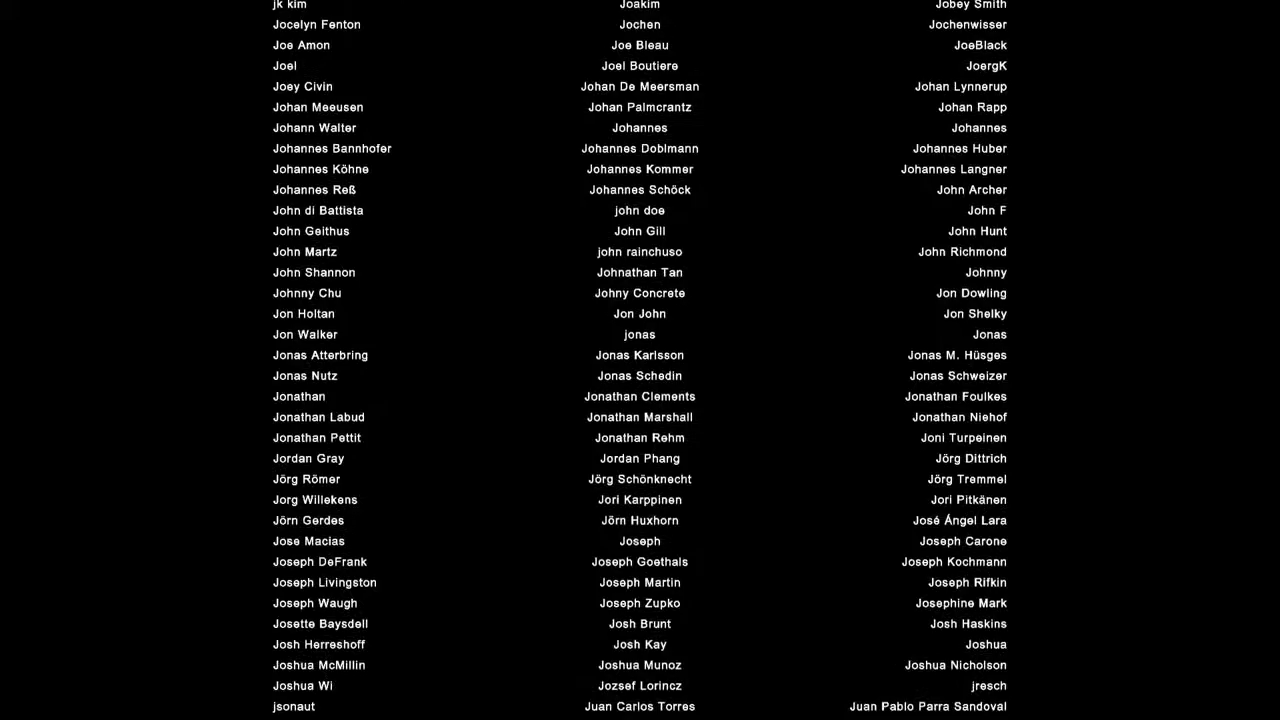 jk kim Joakim Jobey Smith
Jocelyn Fenton Jochen Jochenwisser
Joe Amon Joe Bleau JoeBlack
Joel Joel Boutiere JoergK
Joey Civin Johan De Meersman Johan Lynnerup
Johan Meeusen Johan Palmcrantz Johan Rapp
Johann Walter Johannes Johannes
Johannes Bannhofer Johannes Doblmann Johannes Huber
Johannes Köhne Johannes Kommer Johannes Langner
Johannes Reß Johannes Schöck John Archer
John di Battista john doe John F
John Geithus John Gill John Hunt
John Martz john rainchuso John Richmond
John Shannon Johnathan Tan Johnny
Johnny Chu Johny Concrete Jon Dowling
Jon Holtan Jon John Jon Shelky
Jon Walker jonas Jonas
Jonas Atterbring Jonas Karlsson Jonas M. Hüsges
Jonas Nutz Jonas Schedin Jonas Schweizer
Jonathan Jonathan Clements Jonathan Foulkes
Jonathan Labud Jonathan Marshall Jonathan Niehof
Jonathan Pettit Jonathan Rehm Joni Turpeinen
Jordan Gray Jordan Phang Jörg Dittrich
Jörg Römer Jörg Schönknecht Jörg Tremmel
Jorg Willekens Jori Karppinen Jori Pitkänen
Jörn Gerdes Jörn Huxhorn José Ángel Lara
Jose Macias Joseph Joseph Carone
Joseph DeFrank Joseph Goethals Joseph Kochmann
Joseph Livingston Joseph Martin Joseph Rifkin
Joseph Waugh Joseph Zupko Josephine Mark
Josette Baysdell Josh Brunt Josh Haskins
Josh Herreshoff Josh Kay Joshua
Joshua McMillin Joshua Munoz Joshua Nicholson
Joshua Wi Jozsef Lorincz jresch
jsonaut Juan Carlos Torres Juan Pablo Parra Sandoval